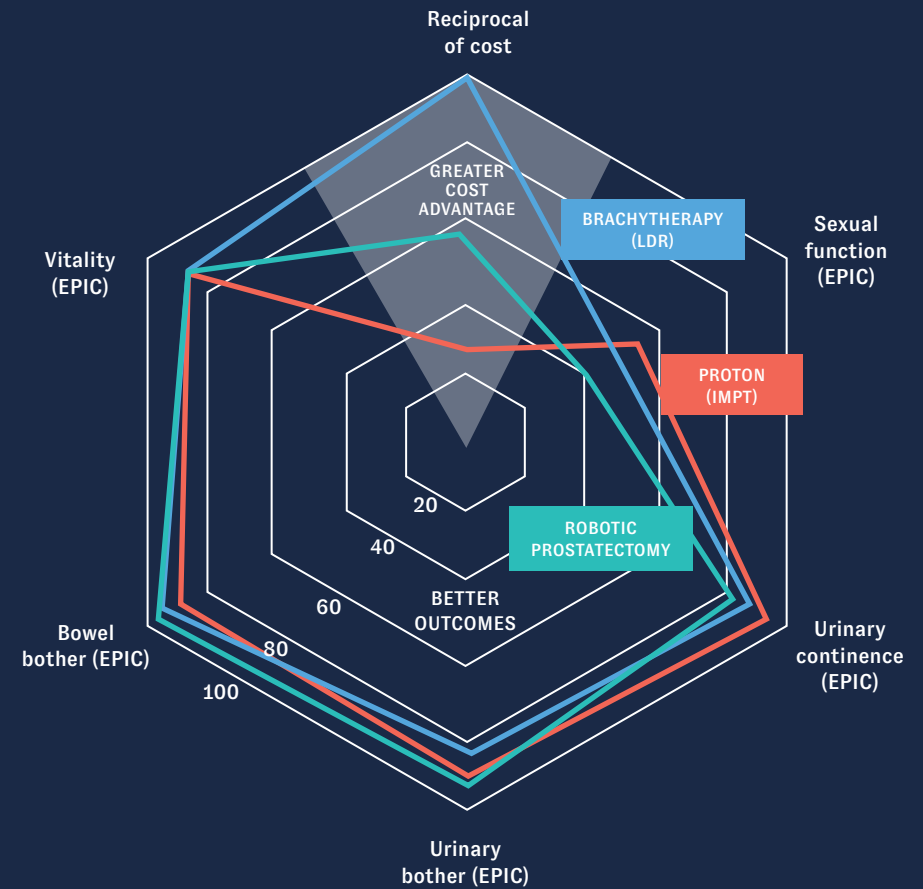 Reciprocal
of cost
GREATER
COST
ADVANTAGE
BRACHYTHERAPY
(LDR)
Sexual
function
(EPIC)
Vitality
(EPIC)
PROTON
(IMPT)
20
40
60
80
100
ROBOTIC
PROSTATECTOMY
BETTER
OUTCOMES
Bowel
bother (EPIC)
Urinary
continence
(EPIC)
Urinary
bother (EPIC)